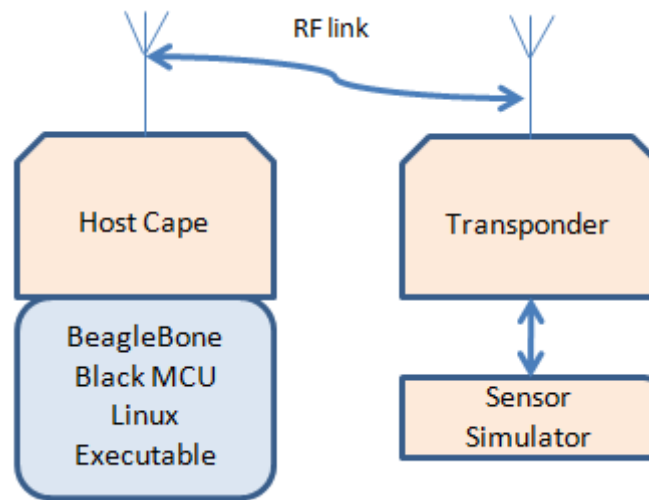 RF link
Host Cape
Transponder
BeagleBone
Black MCU
Linux
Executable
Sensor
Simulator